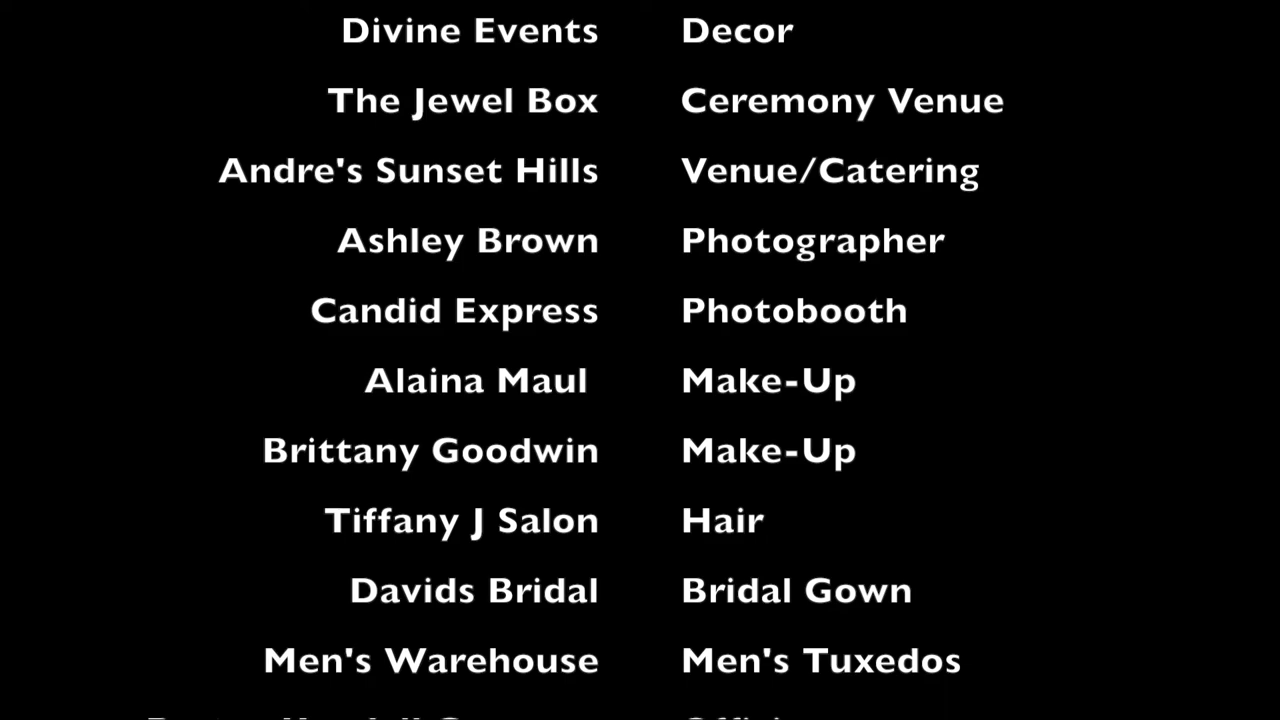 Divine Events Decor
The Jewel Box Ceremony Venue
Andre's Sunset Hills Venue/Catering
Ashley Brown Photographer
Candid Express Photobooth
Alaina Maul Make-Up
Brittany Goodwin Make-Up
Tiffany J Salon Hair
Davids Bridal Bridal Gown
Men's Warehouse Men's Tuxedos